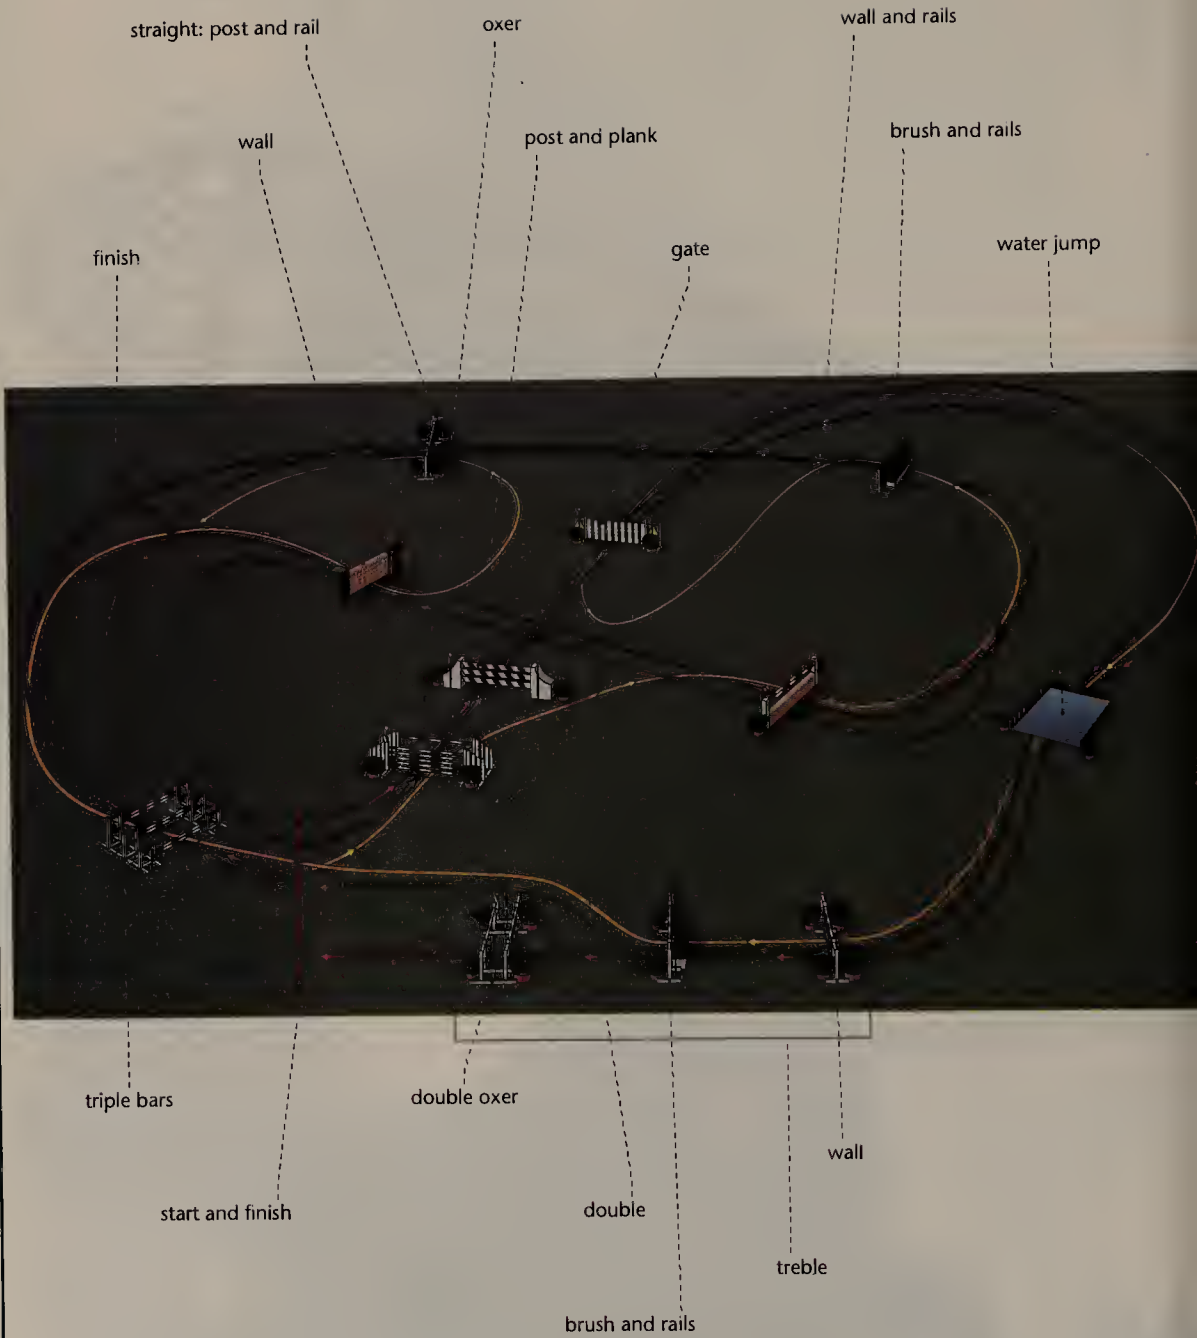 straight: post and rail
oxer
wall and rails
wall
post and plank
brush and rails
finish
gate
water jump
triple bars
double oxer
wall
start and finish
double
treble
brush and rails